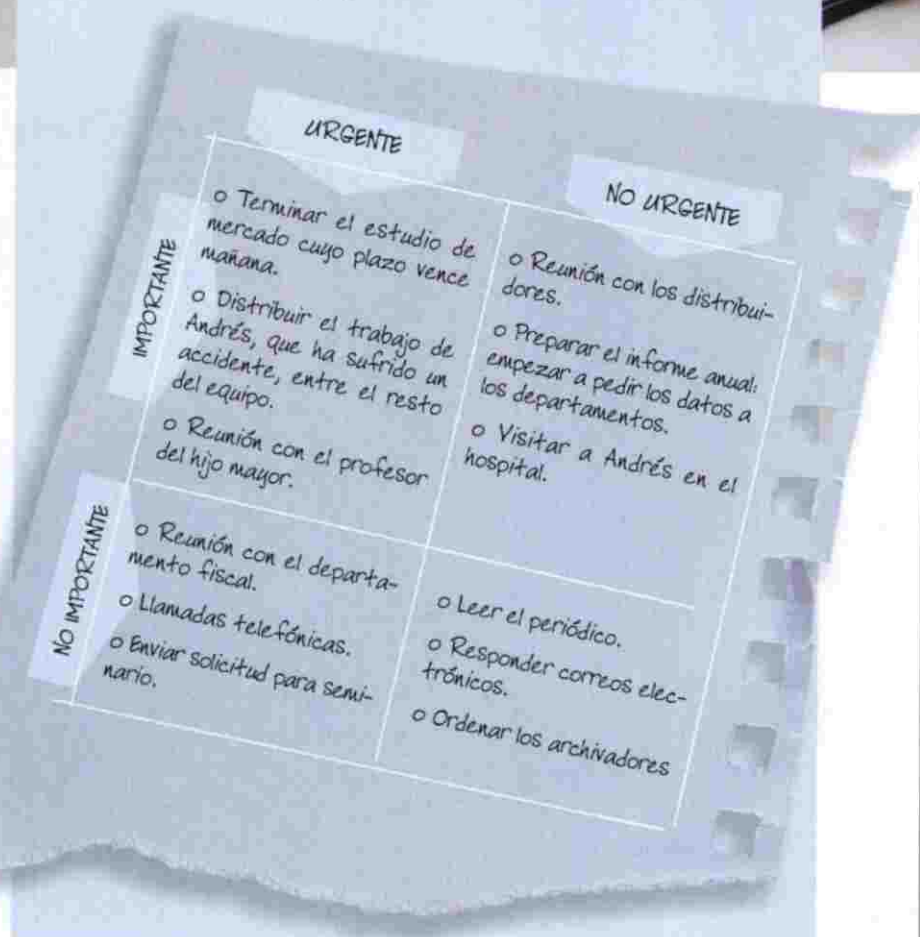 URGENTE
NO URGENTE
IMPORTANTE
o Terminar el estudio de
mercado cuyo plazo vence
mañana.
o Distribuir el trabajo de
Andrés, que ha sufrido un
accidente, entre el resto
del equipo.
o Reunión con el profesor
del hijo mayor.
o Reunión con los distribui-
dores.
o Preparar el informe anual:
empezar a pedir los datos a
los departamentos.
o Visitar a Andrés en el
hospital.
NO IMPORTANTE
o Reunión con el departa-
mento fiscal.
o Llamadas telefónicas.
o Enviar solicitud para semi-
nario.
o Leer el periódico.
o Responder correos elec-
trónicos.
o Ordenar los archivadores